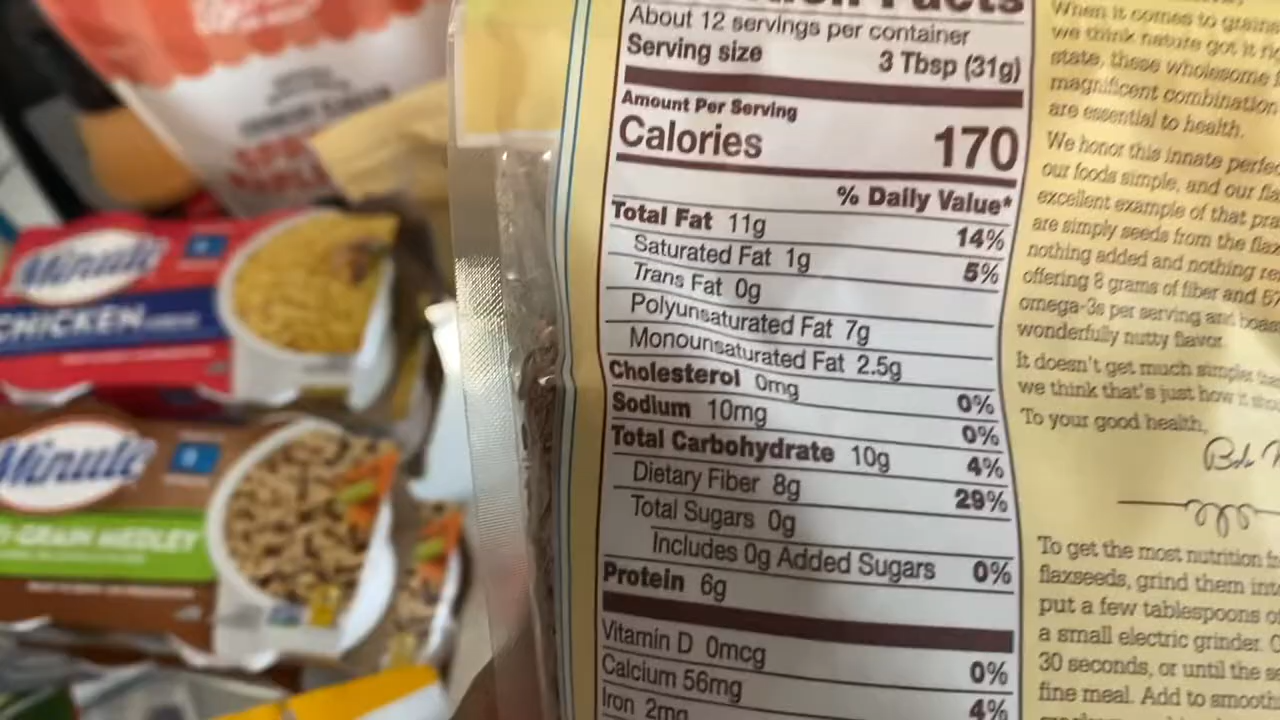 About 12 servings per container
Serving size 3 Tbsp (31g)
Amount Per Serving
Calories 170
% Daily Value*
Total Fat 11g 14%
Saturated Fat 1g 5%
Trans Fat 0g
Polyunsaturated Fat 7g
Monounsaturated Fat 2.5g
Cholesterol 0mg 0%
Sodium 10mg 0%
Total Carbohydrate 10g 4%
Dietary Fiber 8g 29%
Total Sugars 0g
Includes 0g Added Sugars 0%
Protein 6g
Vitamin D 0mcg 0%
Calcium 56mg 4%
Iron 2mg
When it comes to grains
we think nature got it
state, these wholesome
magnificent combination
are essential to health.
We honor this innate
our foods simple, and our
excellent example of that
are simply seeds from the
nothing added and nothing
offering 8 grams of fiber and
omega-3s per serving and
wonderfully nutty flavor.
It doesn't get much simpler
we think that's just how it
To your good health,
To get the most nutrition
flaxseeds, grind them
put a few tablespoons
a small electric grinder.
30 seconds, or until the
fine meal. Add to
Minute
CHICKEN
Minute
MEDLEY